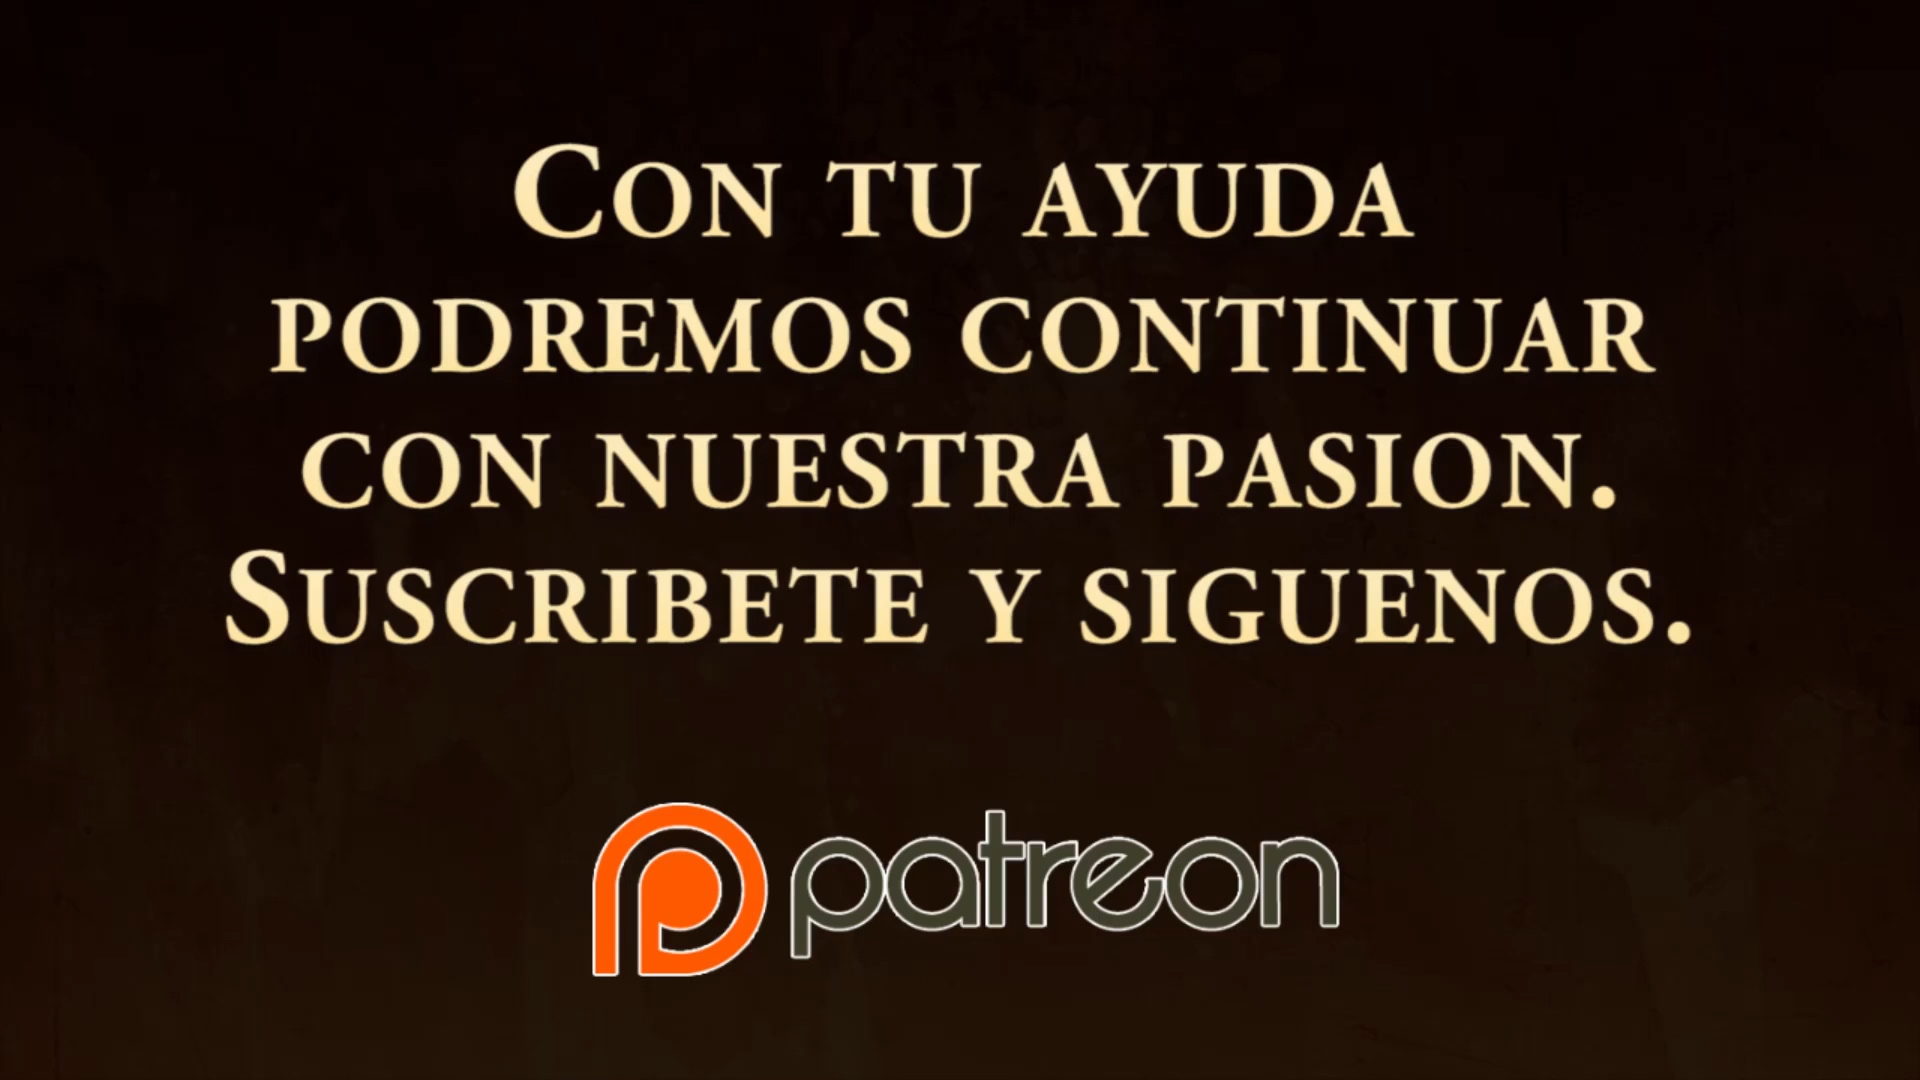 Con tu ayuda
podremos continuar
con nuestra pasion.
Suscribete y siguenos.
patreon